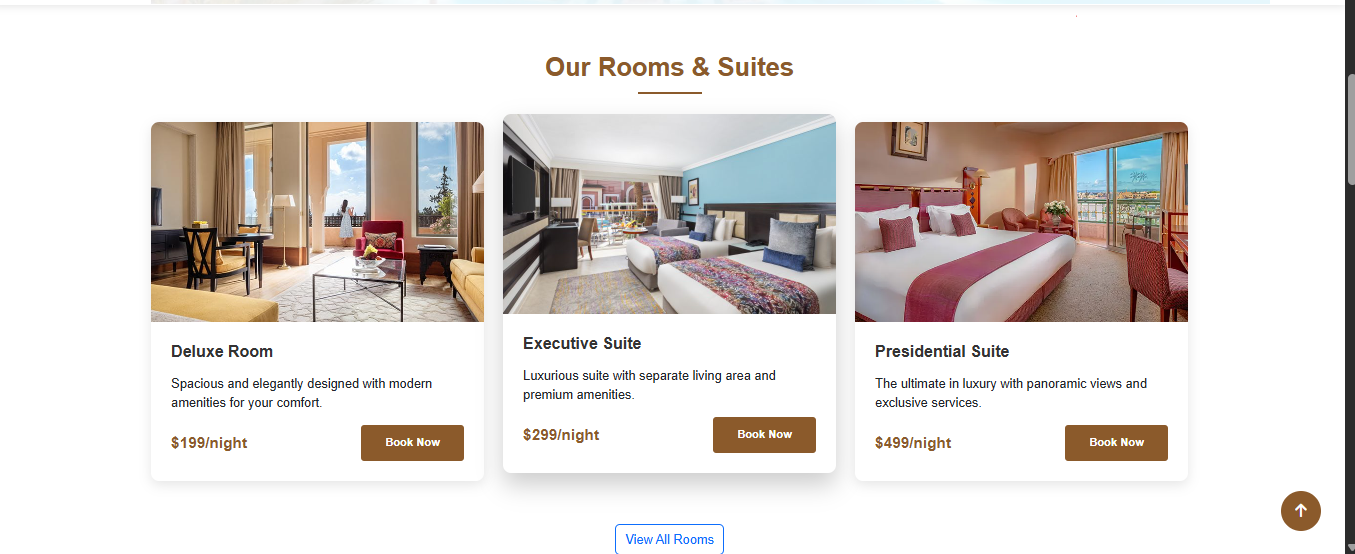 Our Rooms & Suites
Deluxe Room
Spacious and elegantly designed with modern
amenities for your comfort.
$199/night
Book Now
Executive Suite
Luxurious suite with separate living area and
premium amenities.
$299/night
Book Now
Presidential Suite
The ultimate in luxury with panoramic views and
exclusive services.
$499/night
Book Now
View All Rooms